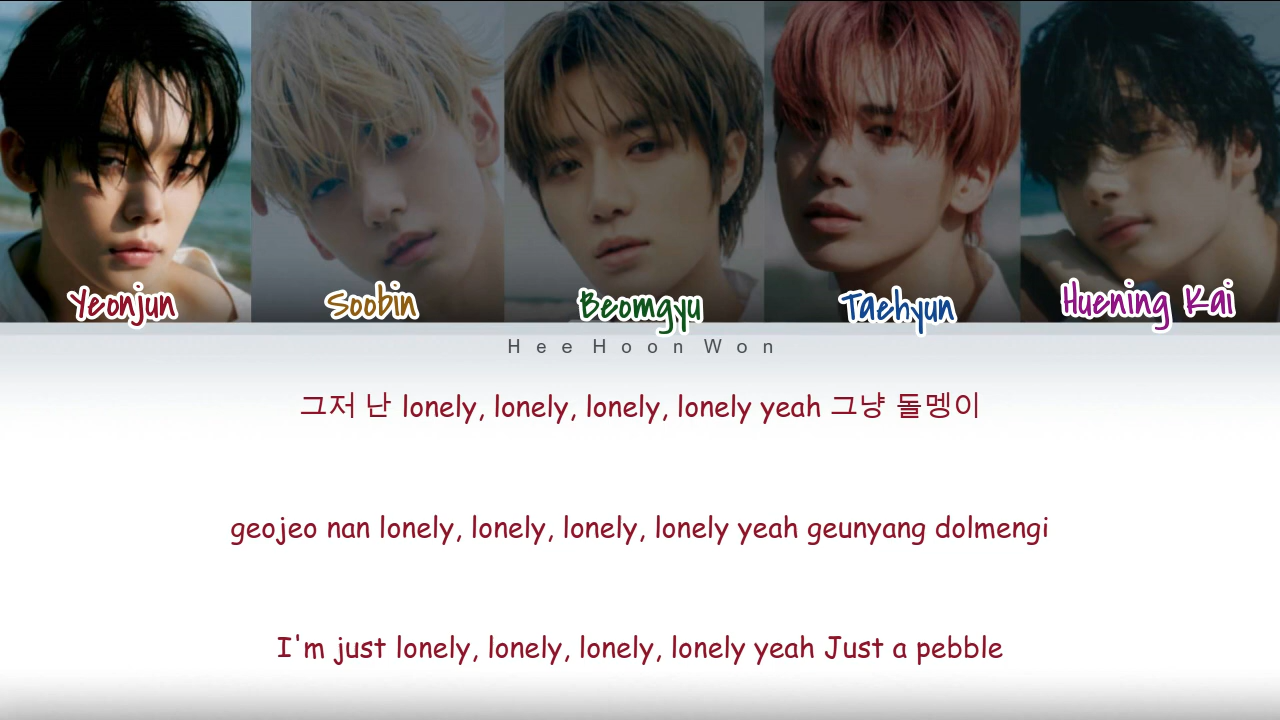 Yeonjun Soobin Beomgyu Taehyun Huening Kai
HeeHoonWon
그저 난 lonely, lonely, lonely, lonely yeah 그냥 돌멩이
geojeo nan lonely, lonely, lonely, lonely yeah geunyang dolmengi
I'm just lonely, lonely, lonely, lonely yeah Just a pebble